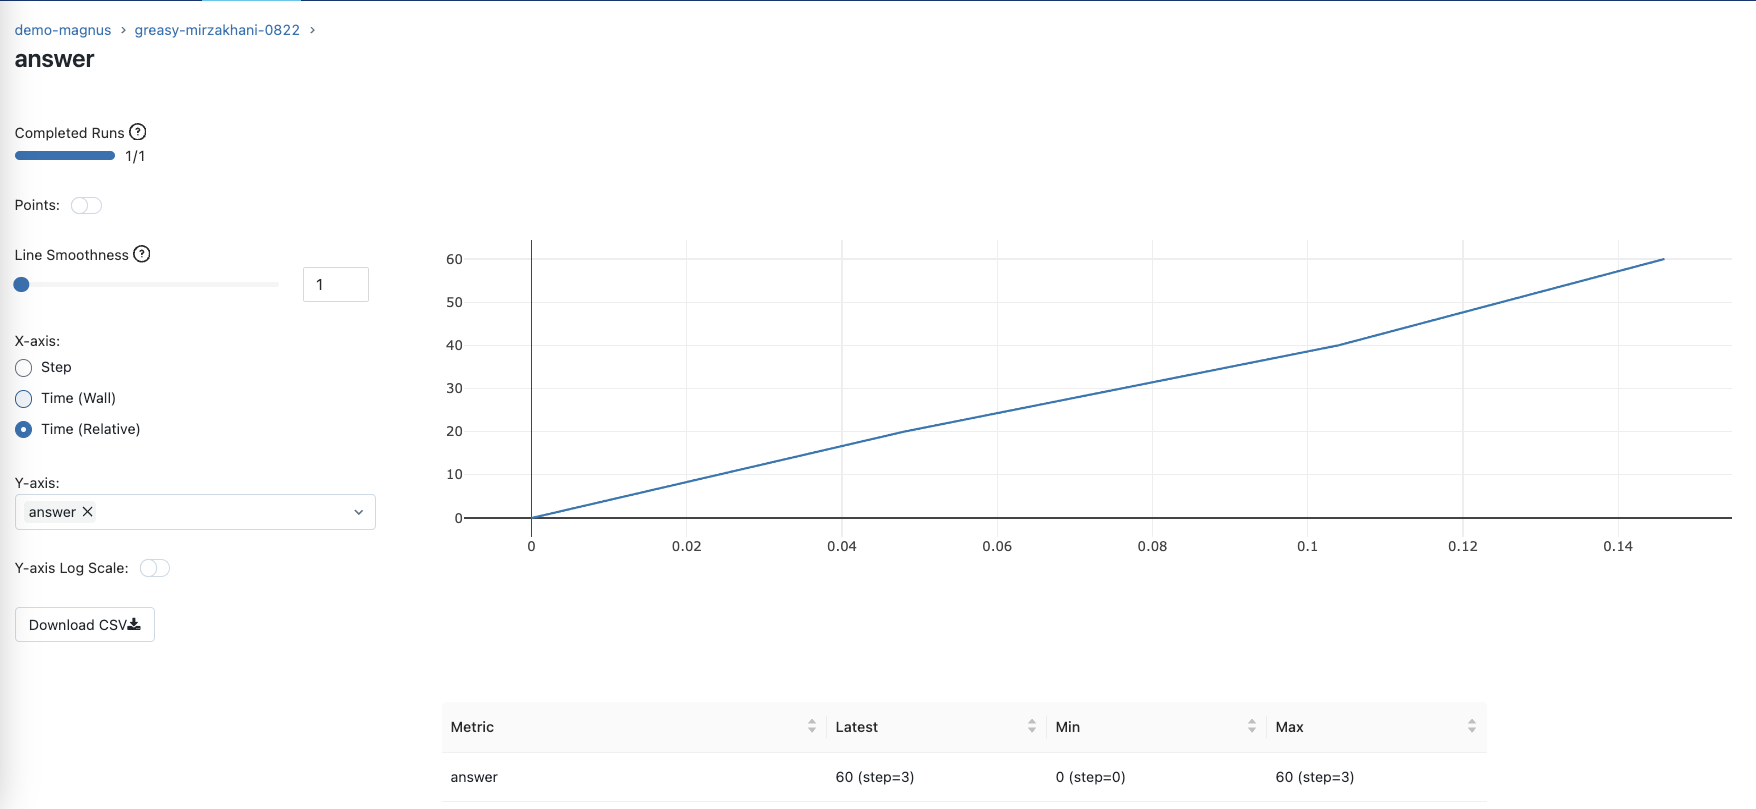 demo-magnus > greasy-mirzakhani-0822 >
answer
Completed Runs ?
1/1
Points:
Line Smoothness ?
1
X-axis:
Step
Time (Wall)
Time (Relative)
Y-axis:
answer ×
Y-axis Log Scale:
Download CSV
60
50
40
30
20
10
0
0 0.02 0.04 0.06 0.08 0.1 0.12 0.14
Metric Latest Min Max
answer 60 (step=3) 0 (step=0) 60 (step=3)